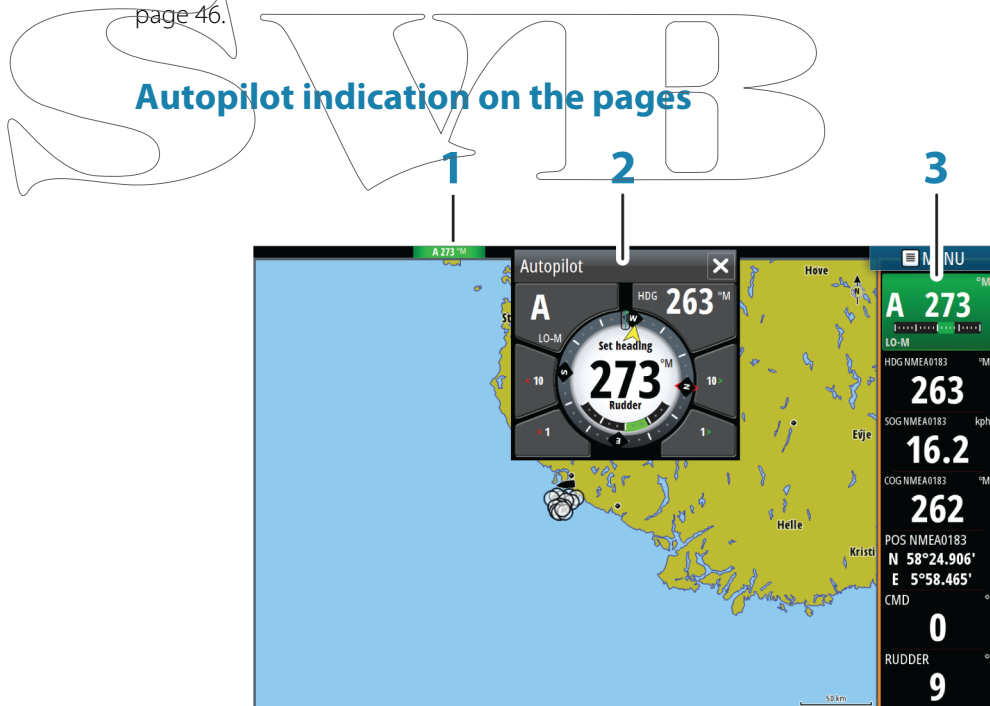 page 46.
SVB
Autopilot indication on the pages
1 2 3
A 273 °M
Autopilot
A
LO-M
HDG 263 °M
Set heading
273 °M
Rudder
< 10
10 >
< 1
1 >
W
S
N
E
Hove
N
Evje
Helle
Kristi
50 km
MENU
°M
A 273
LO-M
HDG NMEA0183 °M
263
SOG NMEA0183 kph
16.2
COG NMEA0183 °M
262
POS NMEA0183
N 58°24.906'
E 5°58.465'
CMD °
0
RUDDER °
9